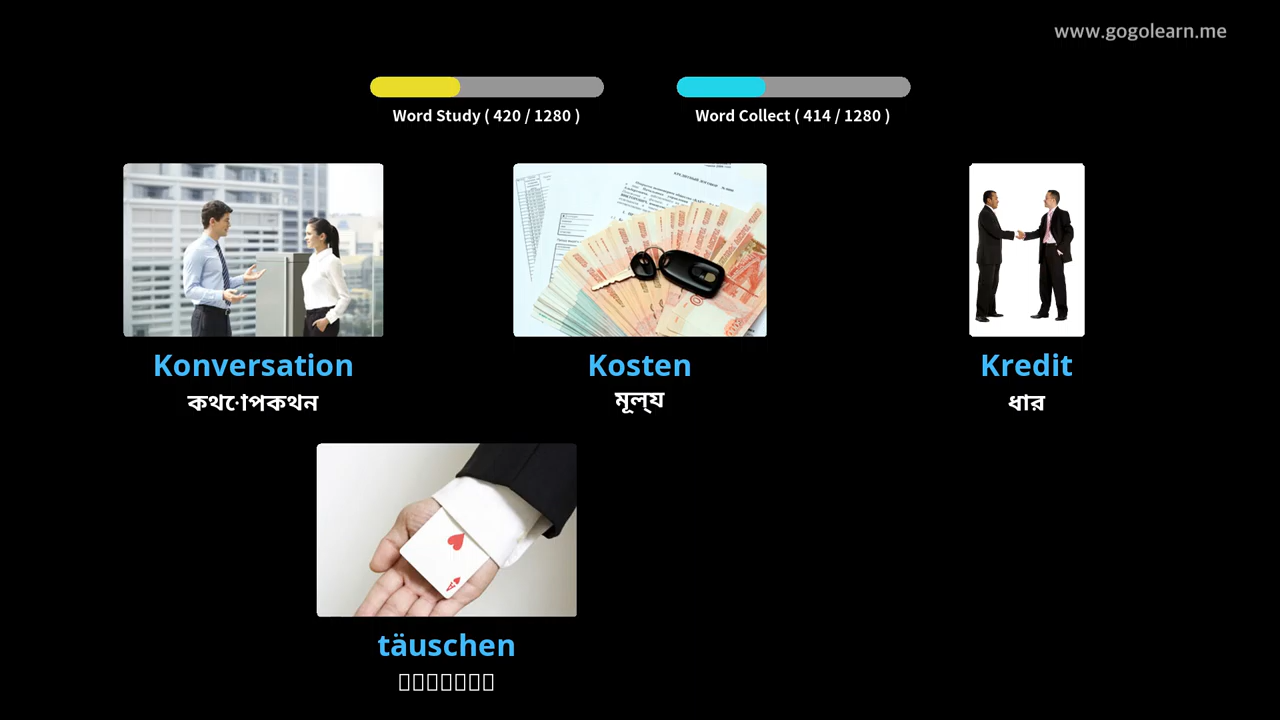 www.gogolearn.me
Word Study ( 420 / 1280 )
Word Collect ( 414 / 1280 )
Konversation
কথোপকথন
Kosten
মূল্য
Kredit
ধার
täuschen